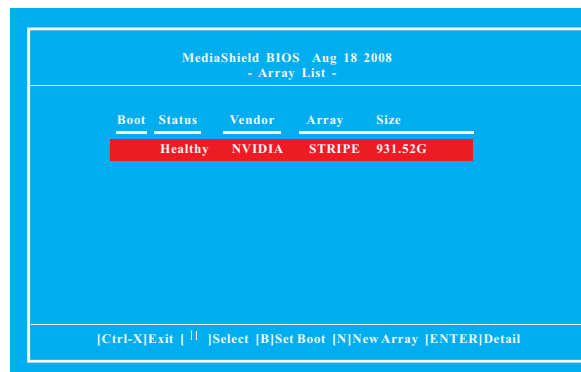 MediaShield BIOS Aug 18 2008
- Array List -
Boot Status Vendor Array Size
Healthy NVIDIA STRIPE 931.52G
[Ctrl-X]Exit [ || ]Select [B]Set Boot [N]New Array [ENTER]Detail